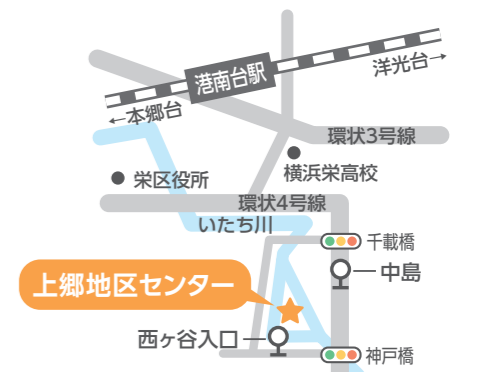 港南台駅
洋光台→
←本郷台
環状3号線
横浜栄高校
栄区役所
環状4号線
いたち川
千載橋
中島
上郷地区センター
西ヶ谷入口
神戸橋